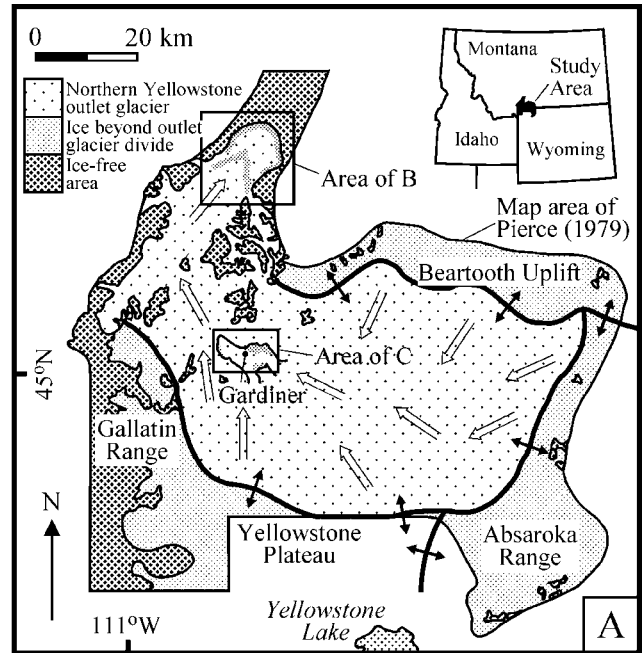 0 20 km
Northern Yellowstone
outlet glacier
Ice beyond outlet
glacier divide
Ice-free
area
Montana
Study
Area
Idaho
Wyoming
Area of B
Map area of
Pierce (1979)
Beartooth Uplift
Area of C
Gardiner
45ºN
Gallatin
Range
N
Yellowstone
Plateau
Absaroka
Range
Yellowstone
Lake
111ºW
A